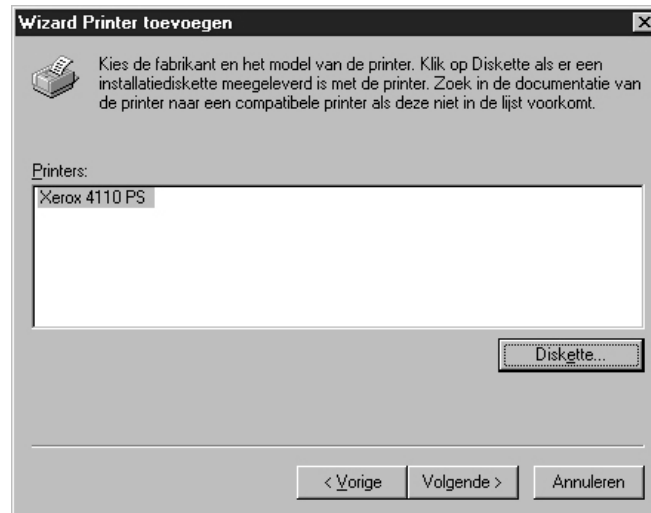 Wizard Printer toevoegen
Kies de fabrikant en het model van de printer. Klik op Diskette als er een
installatiediskette meegeleverd is met de printer. Zoek in de documentatie van
de printer naar een compatibele printer als deze niet in de lijst voorkomt.
Printers:
Xerox 4110 PS
Diskette...
< Vorige
Volgende >
Annuleren